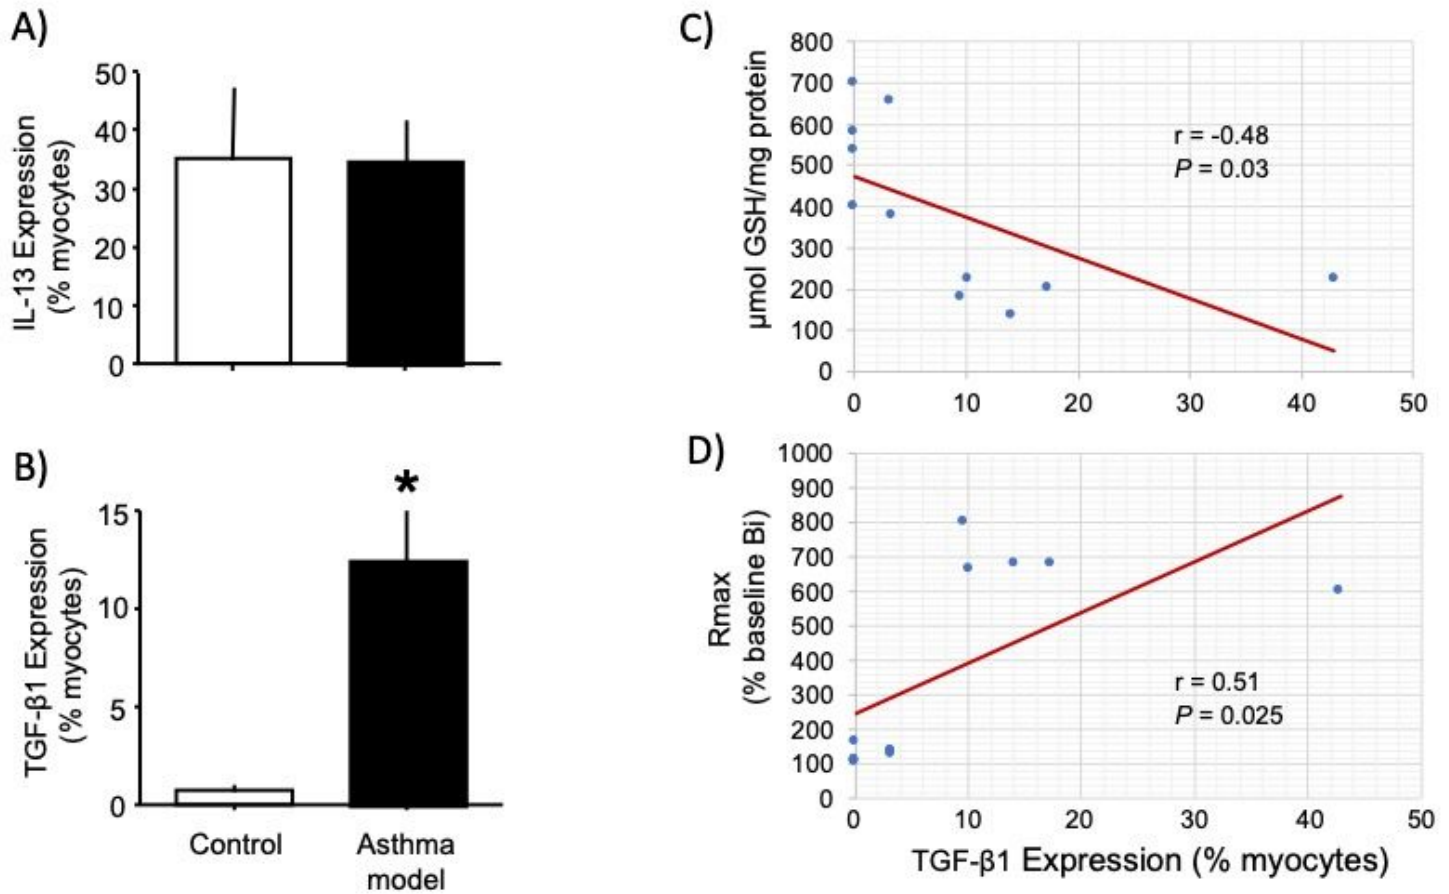 A)
IL-13 Expression
(% myocytes)
50
40
30
20
10
0
B)
TGF-β1 Expression
(% myocytes)
*
15
10
5
0
Control
Asthma
model
C)
μmol GSH/mg protein
800
700
600
500
400
300
200
100
0
r = -0.48
P = 0.03
0 10 20 30 40 50
D)
Rmax
(% baseline Bi)
1000
900
800
700
600
500
400
300
200
100
0
r = 0.51
P = 0.025
0 10 20 30 40 50
TGF-β1 Expression (% myocytes)